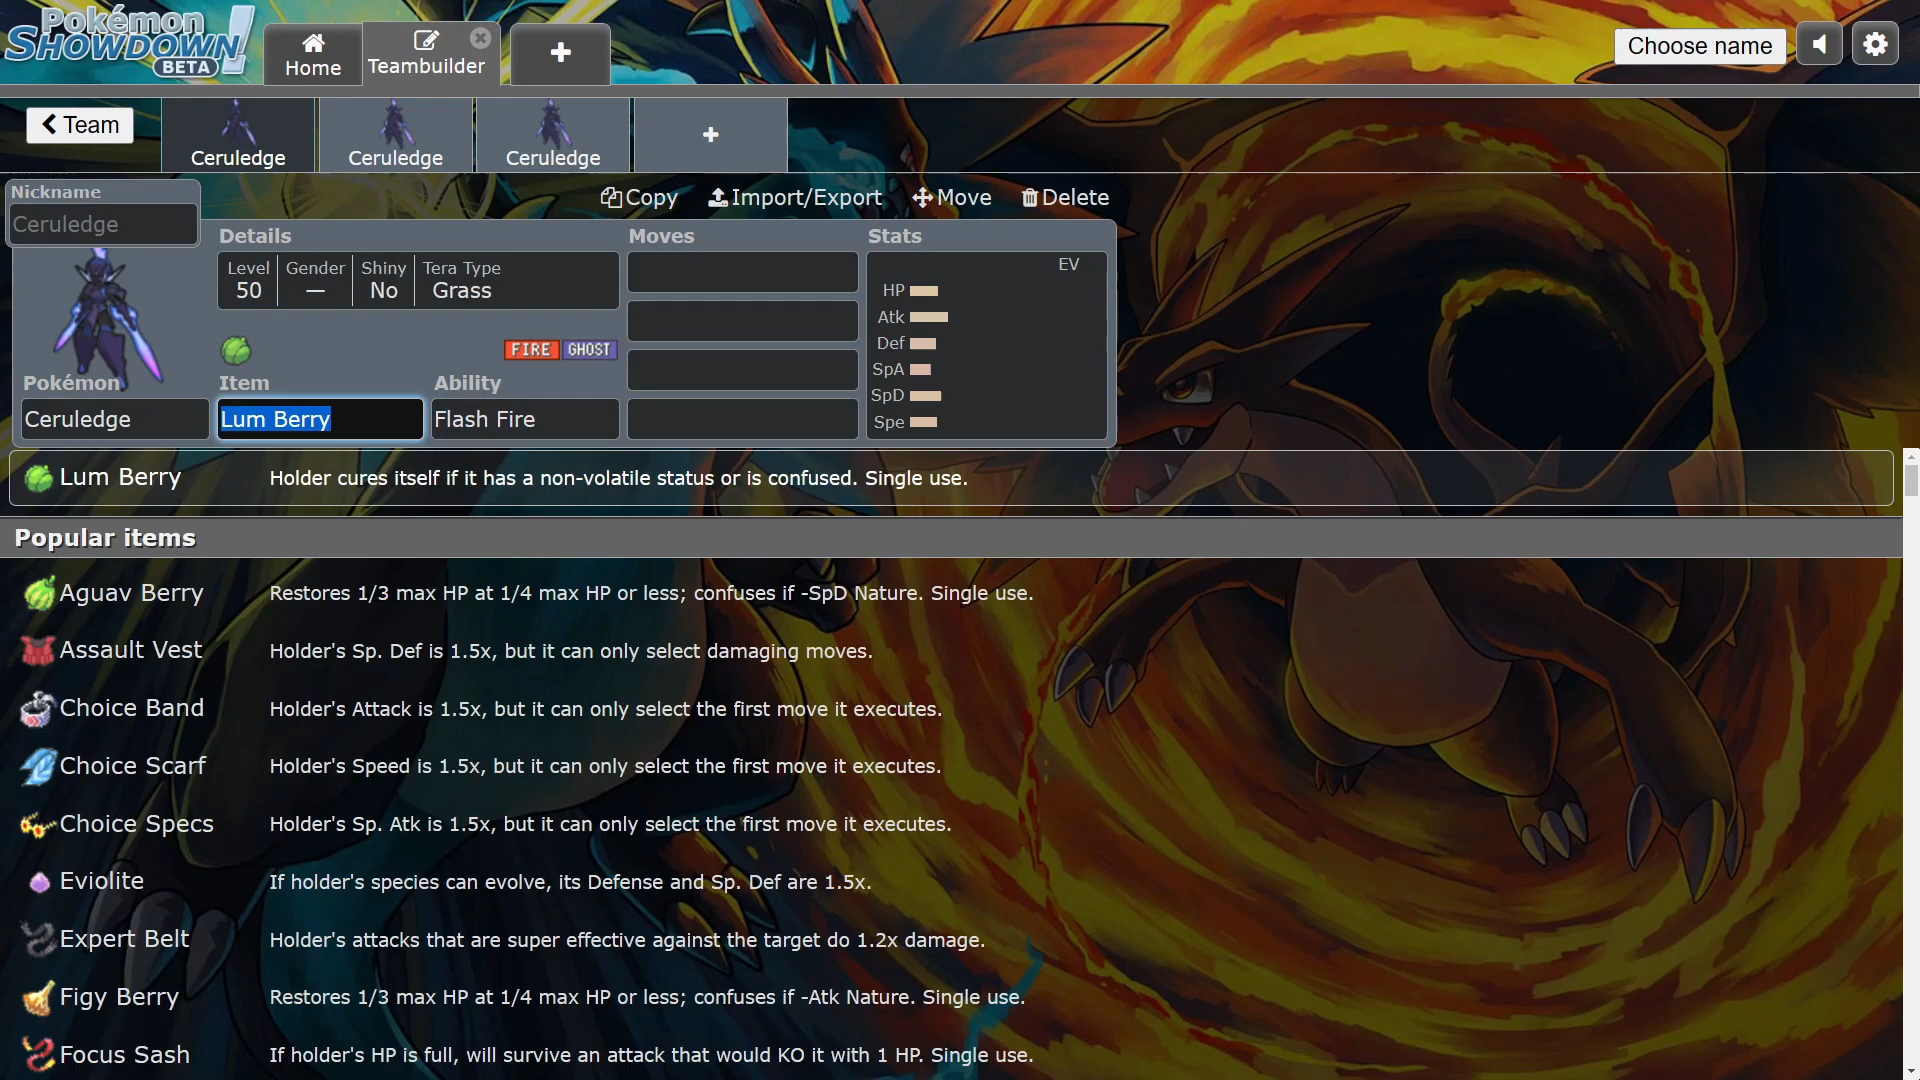 Pokémon
SHOWDOWN!
BETA
Home
Teambuilder
+
Choose name
Team
Ceruledge
Ceruledge
Ceruledge
+
Nickname
Ceruledge
Copy
Import/Export
Move
Delete
Details
Moves
Stats
Level
50
Gender
—
Shiny
No
Tera Type
Grass
EV
HP
Atk
Def
SpA
SpD
Spe
FIRE
GHOST
Pokémon
Item
Ability
Ceruledge
Lum Berry
Flash Fire
Lum Berry Holder cures itself if it has a non-volatile status or is confused. Single use.
Popular items
Aguav Berry Restores 1/3 max HP at 1/4 max HP or less; confuses if -SpD Nature. Single use.
Assault Vest Holder's Sp. Def is 1.5x, but it can only select damaging moves.
Choice Band Holder's Attack is 1.5x, but it can only select the first move it executes.
Choice Scarf Holder's Speed is 1.5x, but it can only select the first move it executes.
Choice Specs Holder's Sp. Atk is 1.5x, but it can only select the first move it executes.
Eviolite If holder's species can evolve, its Defense and Sp. Def are 1.5x.
Expert Belt Holder's attacks that are super effective against the target do 1.2x damage.
Figy Berry Restores 1/3 max HP at 1/4 max HP or less; confuses if -Atk Nature. Single use.
Focus Sash If holder's HP is full, will survive an attack that would KO it with 1 HP. Single use.